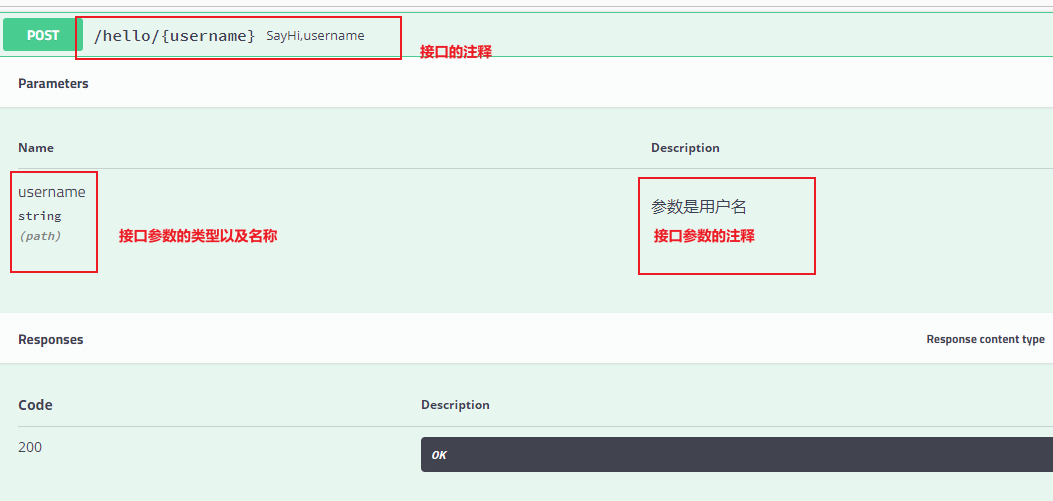 POST /hello/{username} SayHi,username
接口的注释
Parameters
Name Description
username
string
(path)
接口参数的类型以及名称
参数是用户名
接口参数的注释
Responses Response content type
Code Description
200 OK